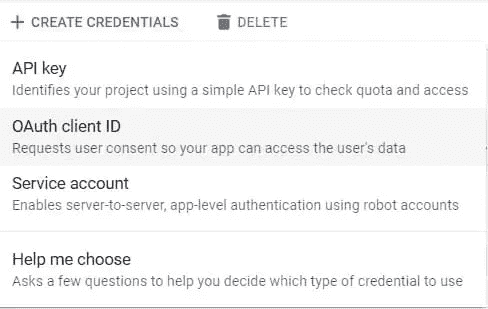 + CREATE CREDENTIALS DELETE
API key
Identifies your project using a simple API key to check quota and access
OAuth client ID
Requests user consent so your app can access the user's data
Service account
Enables server-to-server, app-level authentication using robot accounts
Help me choose
Asks a few questions to help you decide which type of credential to use